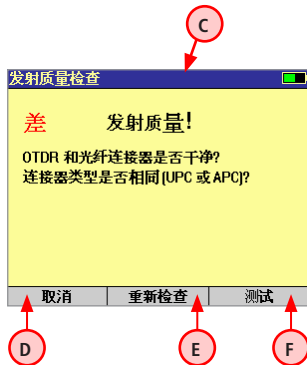 C
发射质量检查
差 发射质量!
OTDR 和光纤连接器是否干净?
连接器类型是否相同(UPC 或 APC)?
取消 重新检查 测试
D E F